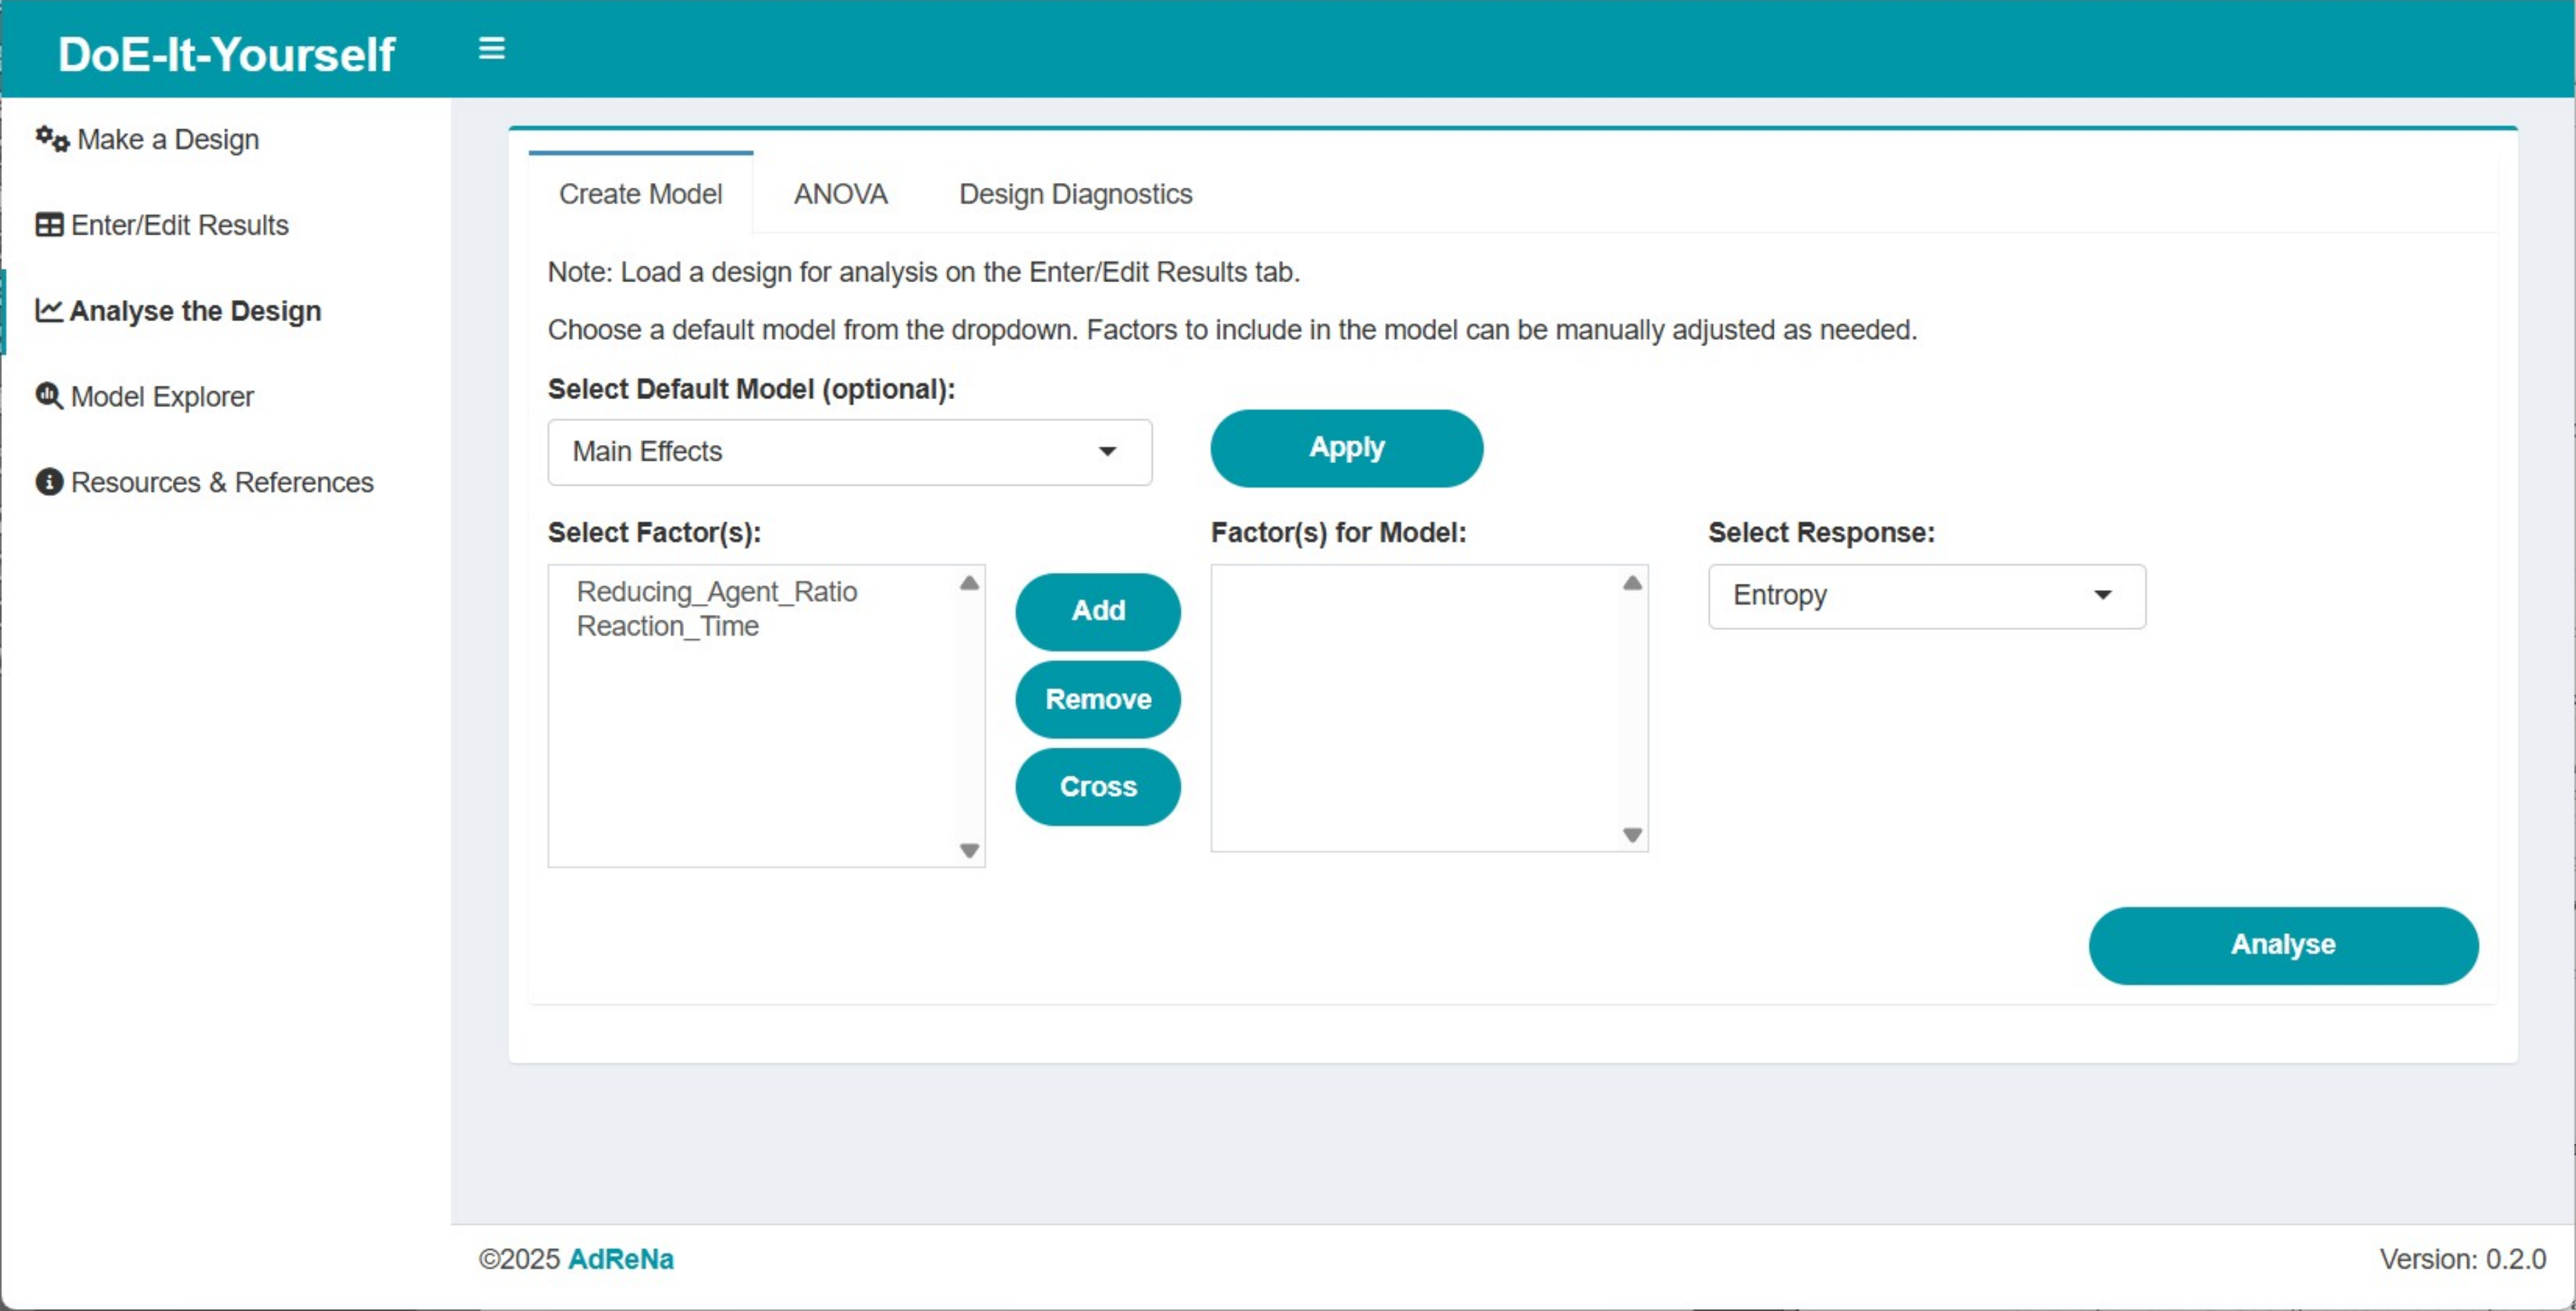 DoE-It-Yourself
Make a Design
Enter/Edit Results
Analyse the Design
Model Explorer
Resources & References
Create Model ANOVA Design Diagnostics
Note: Load a design for analysis on the Enter/Edit Results tab.
Choose a default model from the dropdown. Factors to include in the model can be manually adjusted as needed.
Select Default Model (optional):
Main Effects
Apply
Select Factor(s):
Reducing_Agent_Ratio
Reaction_Time
Add
Remove
Cross
Factor(s) for Model:
Select Response:
Entropy
Analyse
©2025 AdReNa
Version: 0.2.0